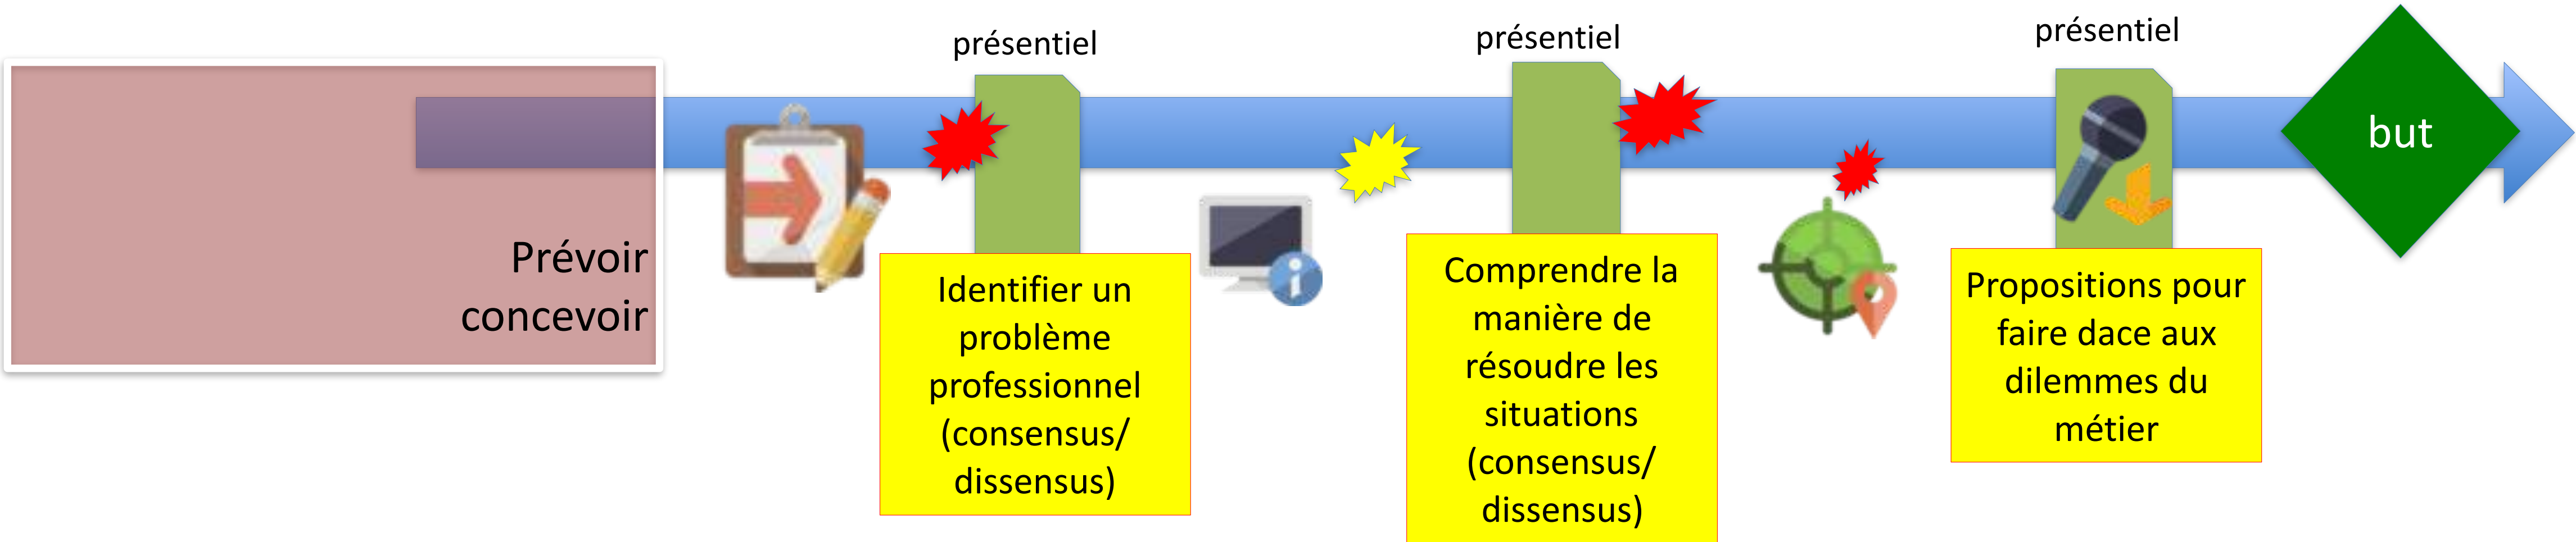 Prévoir
concevoir
présentiel
Identifier un
problème
professionnel
(consensus/
dissensus)
présentiel
Comprendre la
manière de
résoudre les
situations
(consensus/
dissensus)
présentiel
Propositions pour
faire dace aux
dilemmes du
métier
but